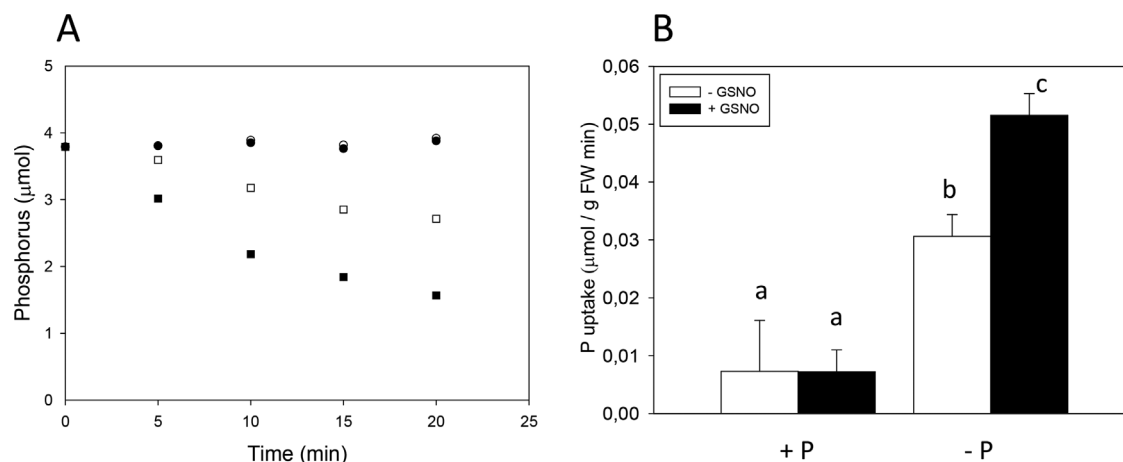 A
Phosphorus (μmol)
5
4
3
2
1
0
0 5 10 15 20 25
Time (min)
B
P uptake (μmol / g FW min)
0,06
0,05
0,04
0,03
0,02
0,01
0,00
- GSNO
+ GSNO
a
a
b
c
+ P - P